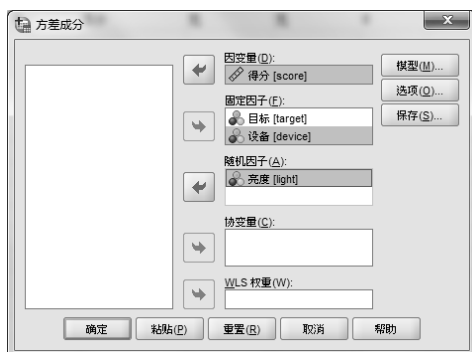 方差成分
因变量(D):
得分 [score]
固定因子(F):
目标 [target]
设备 [device]
随机因子(A):
亮度 [light]
协变量(C):
WLS 权重(W):
模型(M)...
选项(O)...
保存(S)...
确定
粘贴(P)
重置(R)
取消
帮助